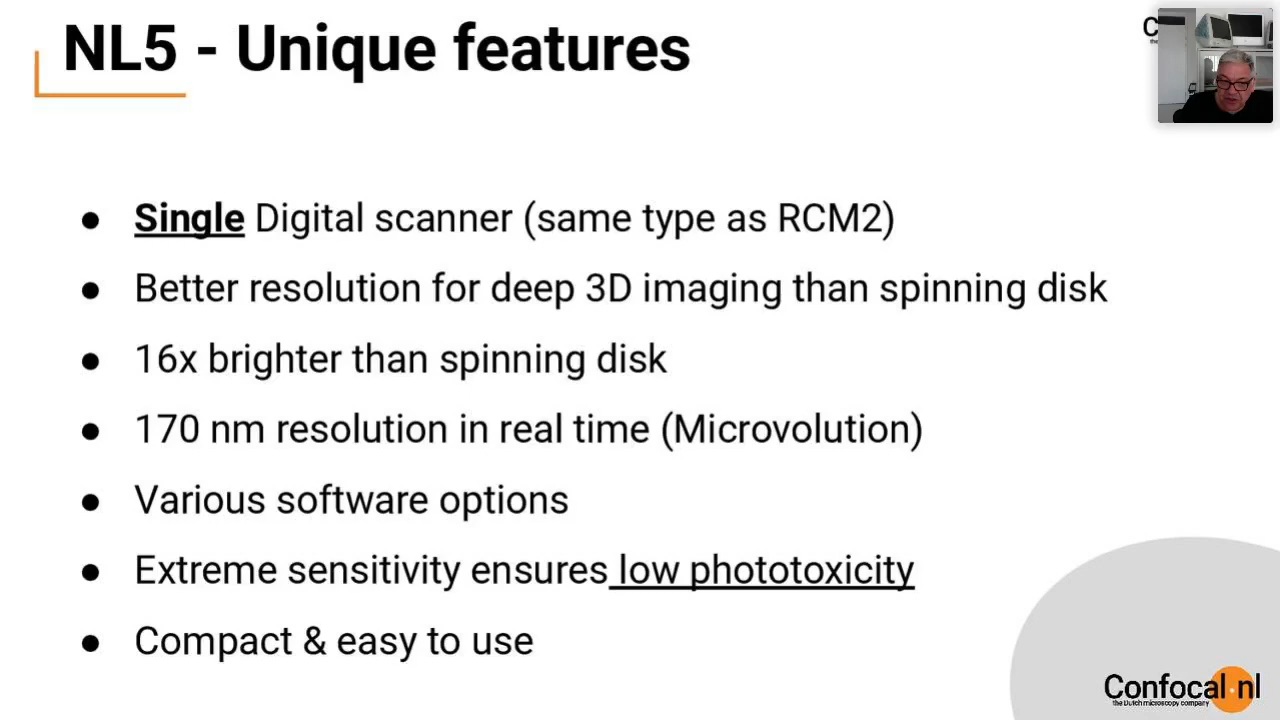 NL5 - Unique features
C
● Single Digital scanner (same type as RCM2)
● Better resolution for deep 3D imaging than spinning disk
● 16x brighter than spinning disk
● 170 nm resolution in real time (Microvolution)
● Various software options
● Extreme sensitivity ensures low phototoxicity
● Compact & easy to use
Confocal.nl
the Dutch microscopy company